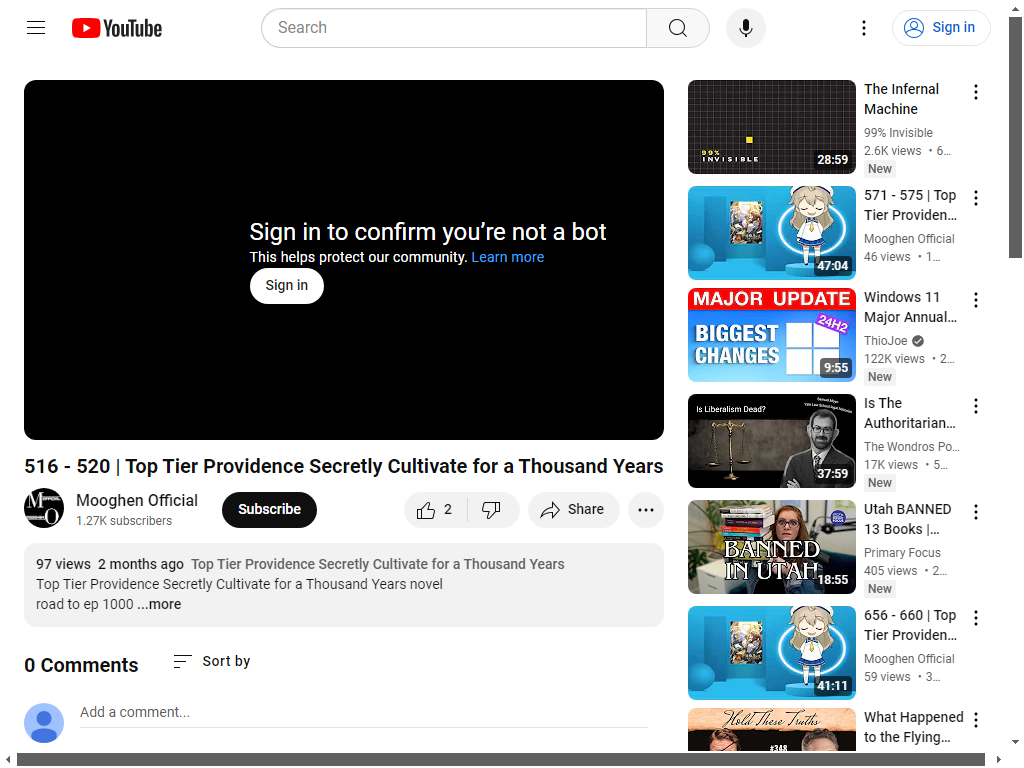 YouTube
Search
Sign in
Sign in to confirm you're not a bot
This helps protect our community. Learn more
Sign in
516 - 520 | Top Tier Providence Secretly Cultivate for a Thousand Years
Mooghen Official
1.27K subscribers
Subscribe
2
Share
97 views 2 months ago Top Tier Providence Secretly Cultivate for a Thousand Years
Top Tier Providence Secretly Cultivate for a Thousand Years novel
road to ep 1000 ...more
0 Comments
Sort by
Add a comment...
99%
INVISIBLE
28:59
The Infernal
Machine
99% Invisible
2.6K views • 6...
New
47:04
571 - 575 | Top
Tier Providen...
Mooghen Official
46 views • 1...
MAJOR UPDATE
24H2
BIGGEST
CHANGES
9:55
Windows 11
Major Annual...
ThioJoe
122K views • 2...
New
Is Liberalism Dead?
37:59
Is The
Authoritarian...
The Wondros Po...
17K views • 5...
New
BANNED
IN UTAH
18:55
Utah BANNED
13 Books |...
Primary Focus
405 views • 2...
New
41:11
656 - 660 | Top
Tier Providen...
Mooghen Official
59 views • 3...
Hold These Truths
#348
What Happened
to the Flying...